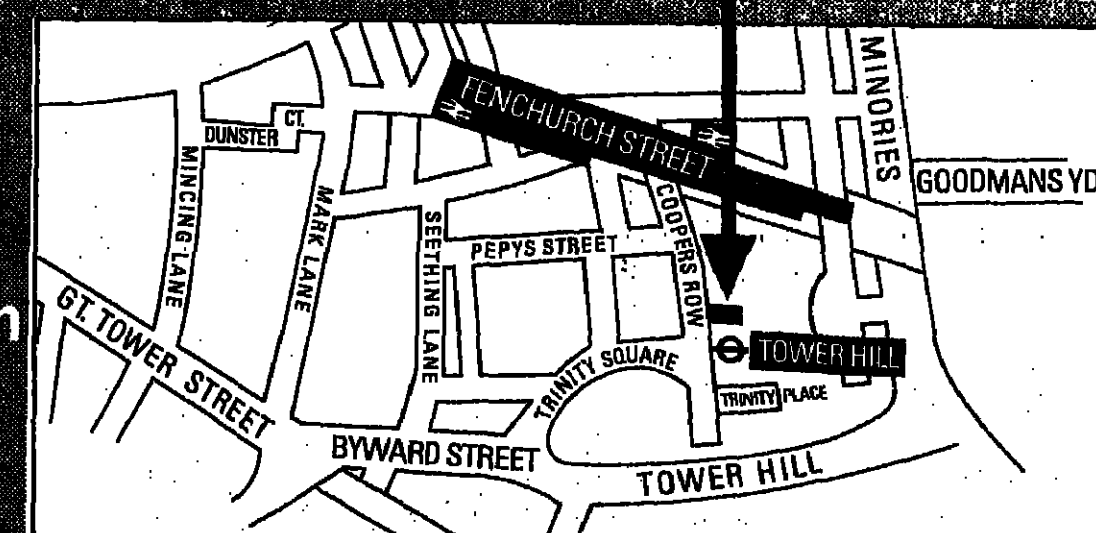 MINORIES
FENCHURCH STREET
CT.
DUNSTER
GOODMANS YD
MINCING LANE
MARK LANE
COOPERS ROW
SEETHING LANE
PEPYS STREET
GT. TOWER STREET
TOWER HILL
TRINITY SQUARE
TRINITY PLACE
BYWARD STREET
TOWER HILL